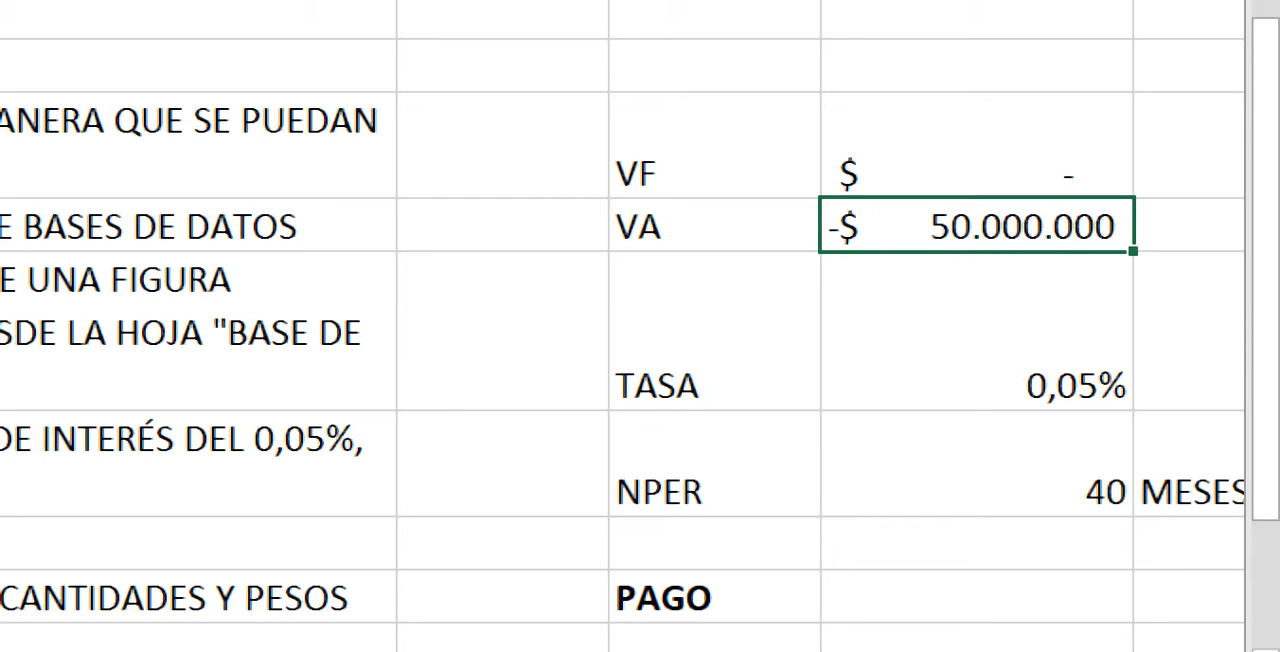 ANERA QUE SE PUEDAN
VF $ -
E BASES DE DATOS VA -$ 50.000.000
E UNA FIGURA
SDE LA HOJA "BASE DE
TASA 0,05%
DE INTERÉS DEL 0,05%,
NPER 40 MESES
CANTIDADES Y PESOS PAGO